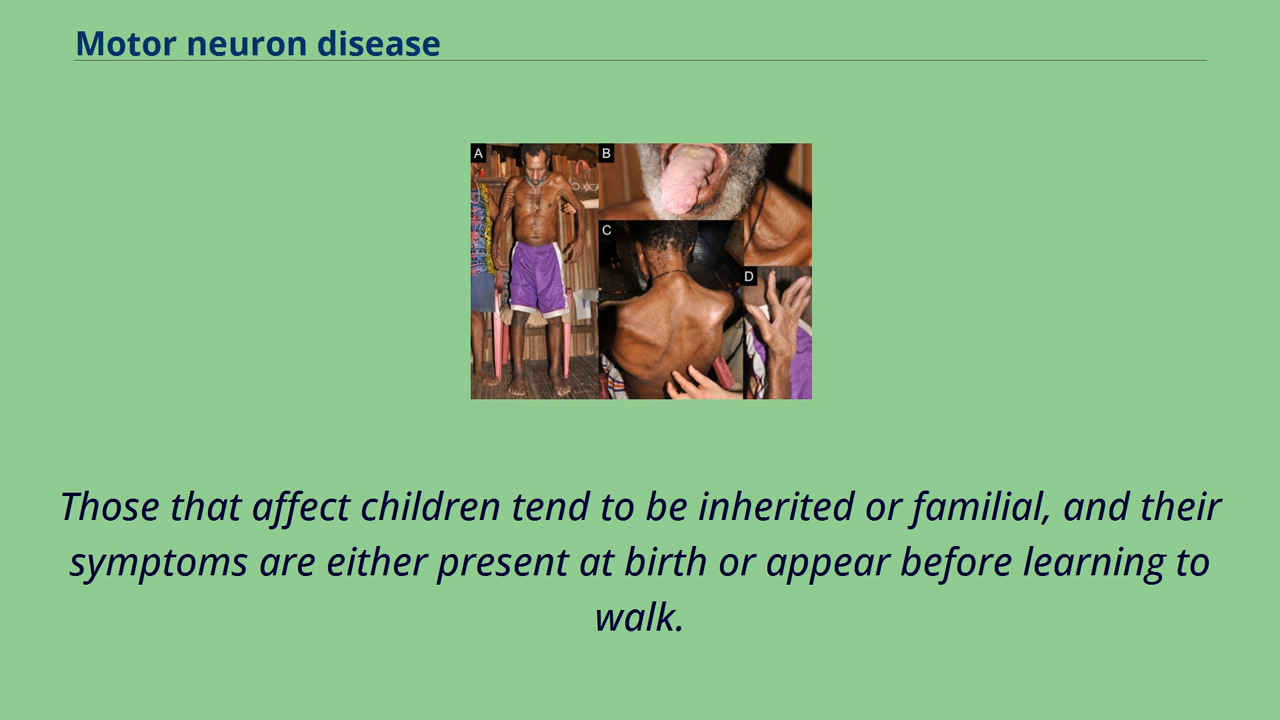 Motor neuron disease
A
B
C
D
Those that affect children tend to be inherited or familial, and their
symptoms are either present at birth or appear before learning to
walk.